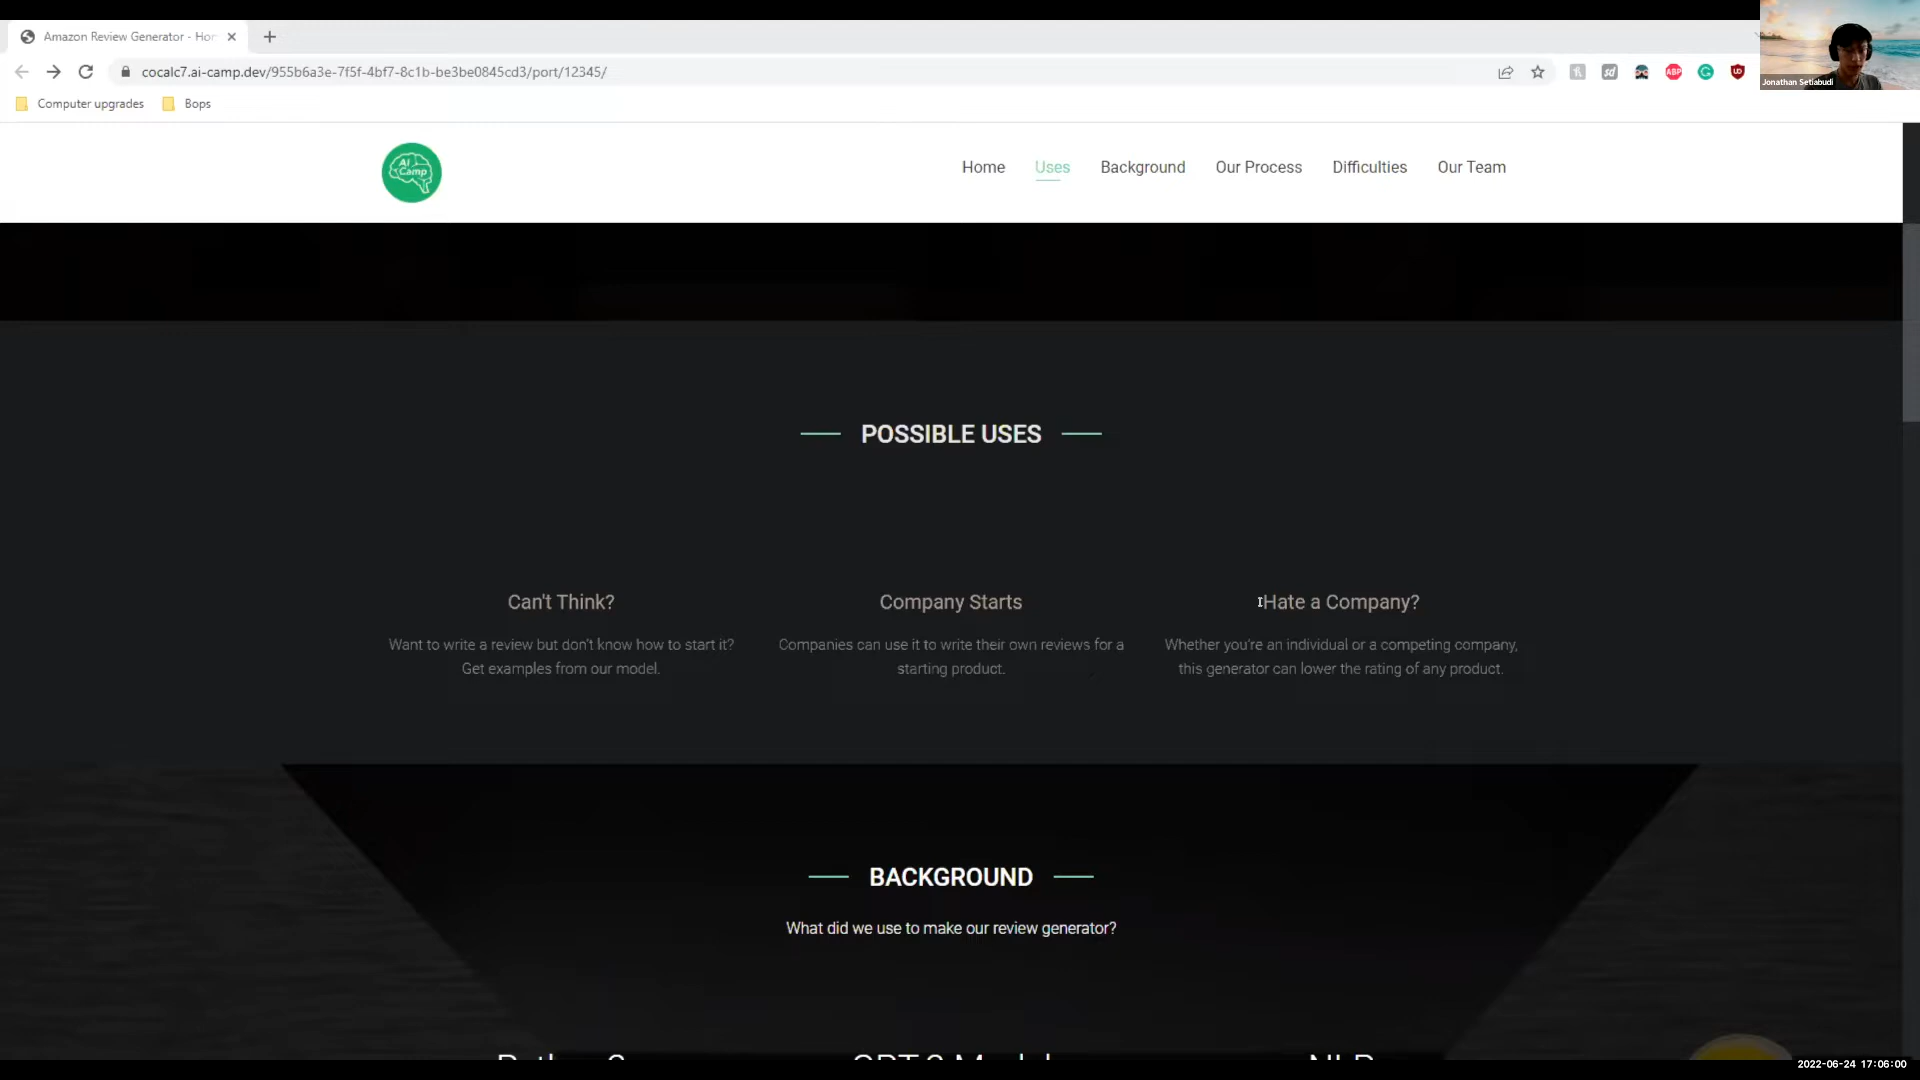 Amazon Review Generator - Hor
cocalc7.ai-camp.dev/955b6a3e-7f5f-4bf7-8c1b-be3be0845cd3/port/12345/
sd
ABP
Jonathan Setiabudi
Computer upgrades
Bops
AI
Camp
Home
Uses
Background
Our Process
Difficulties
Our Team
POSSIBLE USES
Can't Think?
Want to write a review but don't know how to start it?
Get examples from our model.
Company Starts
Companies can use it to write their own reviews for a
starting product.
Hate a Company?
Whether you're an individual or a competing company,
this generator can lower the rating of any product.
BACKGROUND
What did we use to make our review generator?
2022-06-24 17:06:00